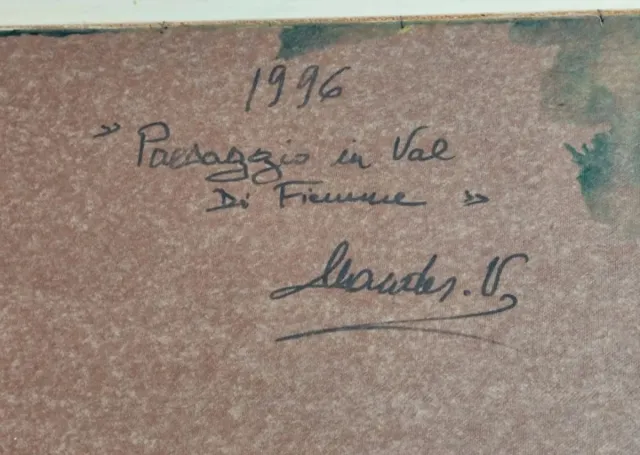 1996
" Paesaggio in Val
Di Fiemme "